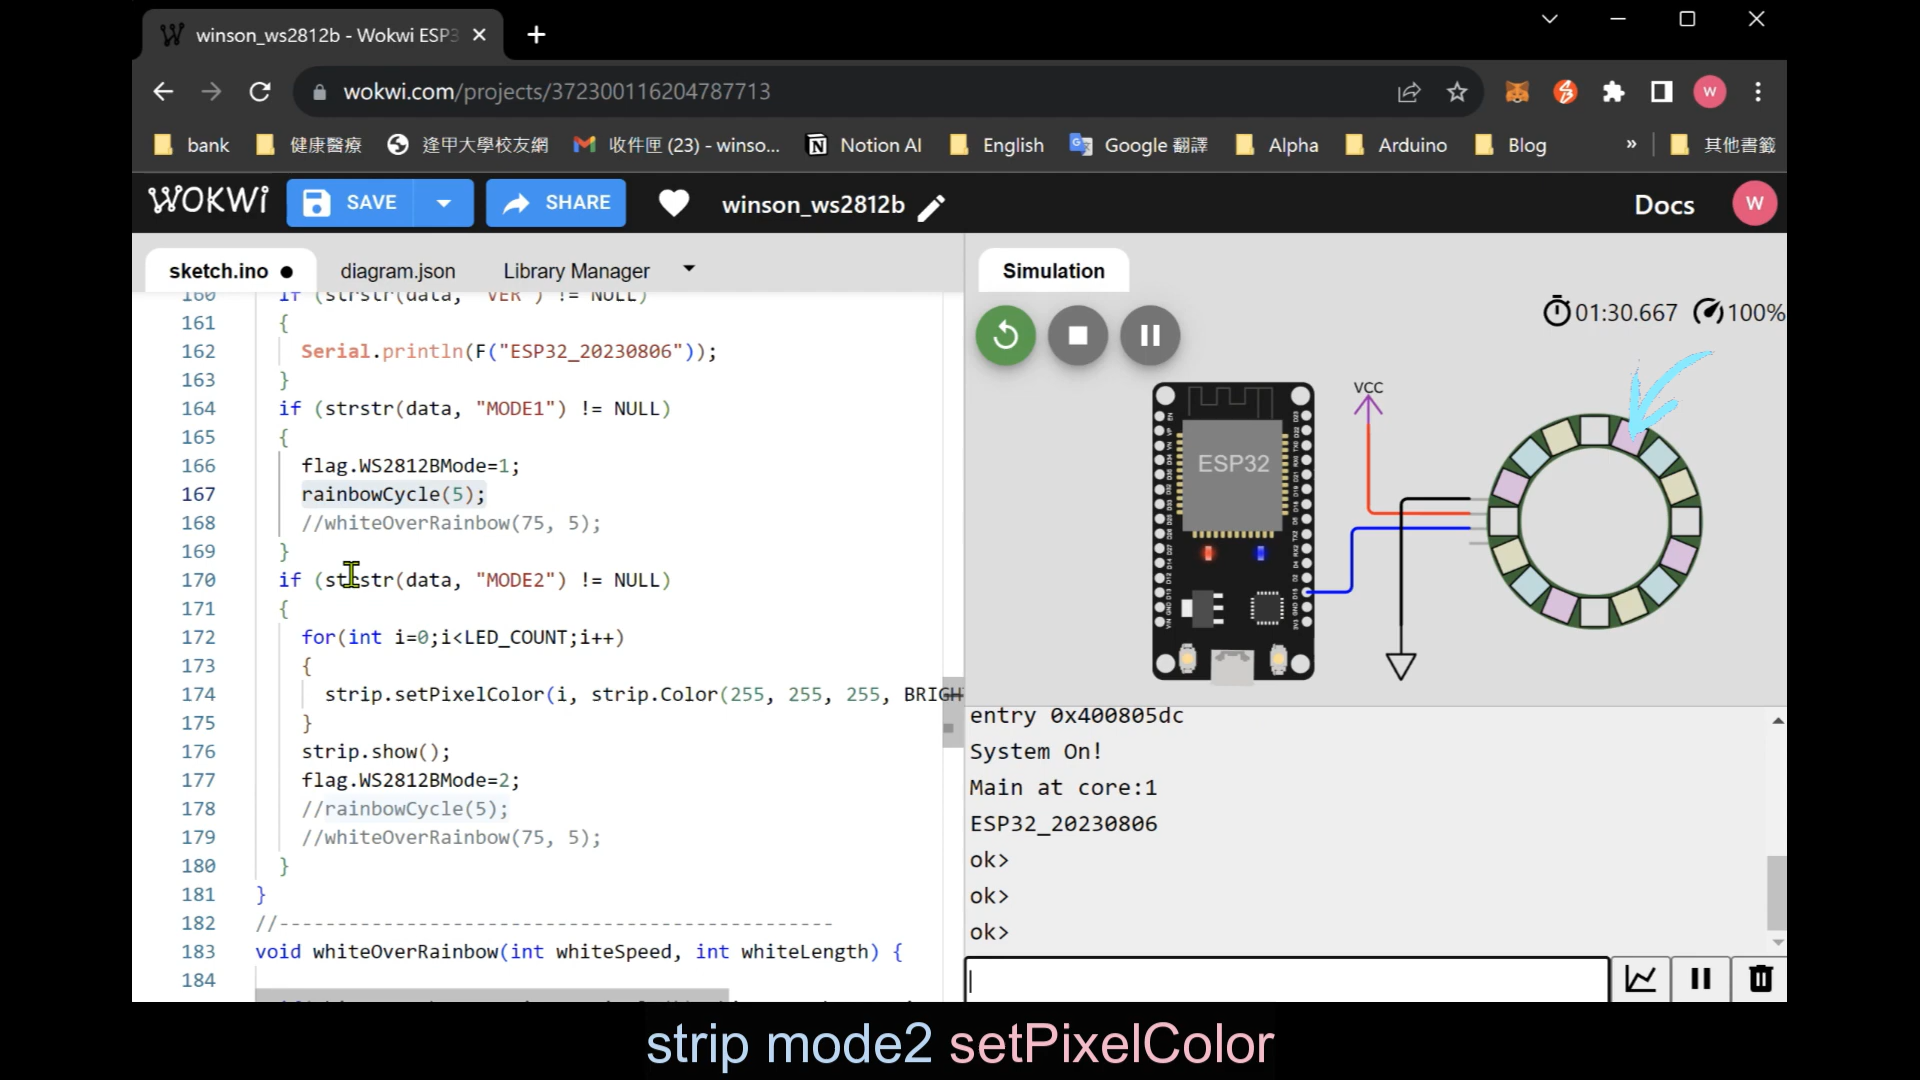 winson_ws2812b - Wokwi ESP3
wokwi.com/projects/372300116204787713
W
bank
健康醫療
逢甲大學校友網
收件匣 (23) - winso...
Notion AI
English
Google 翻譯
Alpha
Arduino
Blog
»
其他書籤
WOKWi
SAVE
SHARE
winson_ws2812b
Docs
W
sketch.ino ●
diagram.json
Library Manager
Simulation
01:30.667
100%
160 if (strstr(data, "VER") != NULL)
161 {
162 Serial.println(F("ESP32_20230806"));
163 }
164 if (strstr(data, "MODE1") != NULL)
165 {
166 flag.WS2812BMode=1;
167 rainbowCycle(5);
168 //whiteOverRainbow(75, 5);
169 }
170 if (strstr(data, "MODE2") != NULL)
171 {
172 for(int i=0;i<LED_COUNT;i++)
173 {
174 strip.setPixelColor(i, strip.Color(255, 255, 255, BRIGH
175 }
176 strip.show();
177 flag.WS2812BMode=2;
178 //rainbowCycle(5);
179 //whiteOverRainbow(75, 5);
180 }
181 }
182 //------------------------------------------------
183 void whiteOverRainbow(int whiteSpeed, int whiteLength) {
184
VCC
ESP32
entry 0x400805dc
System On!
Main at core:1
ESP32_20230806
ok>
ok>
ok>
strip mode2 setPixelColor